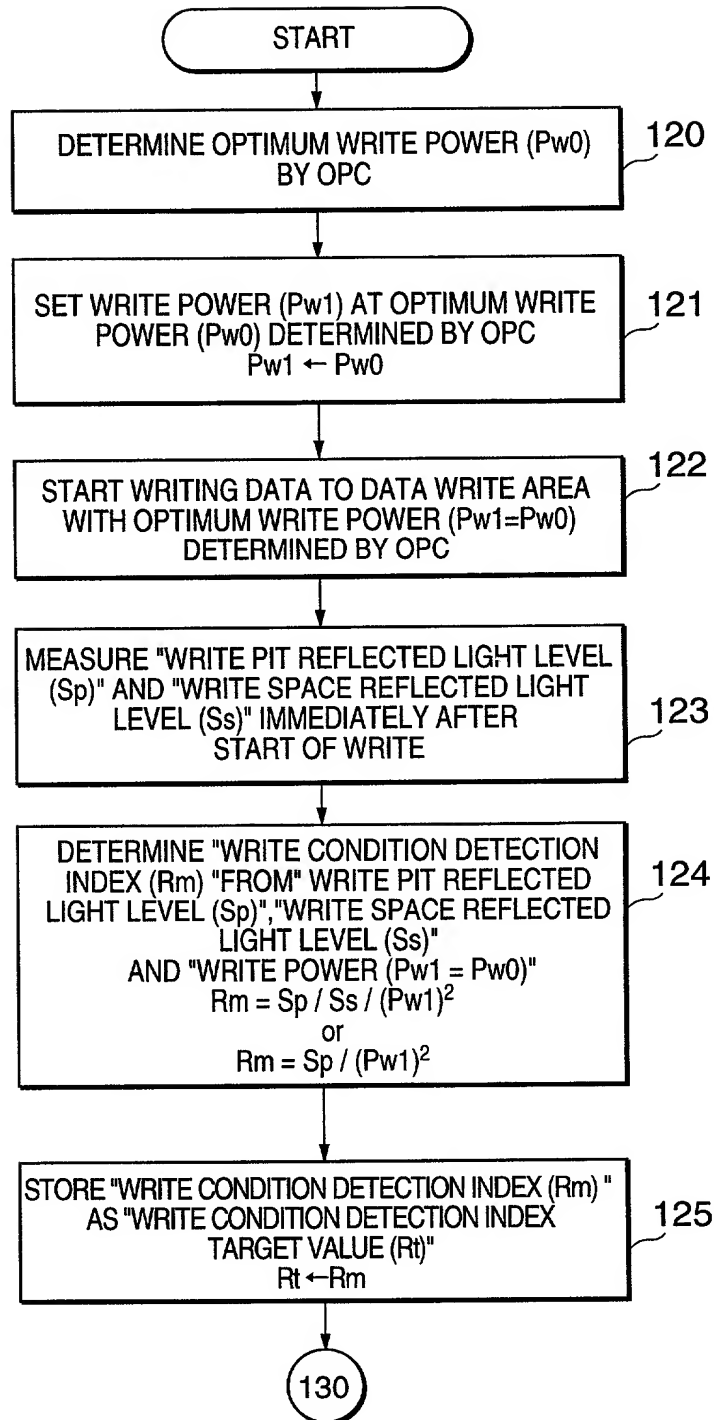 START
DETERMINE OPTIMUM WRITE POWER (Pw0)
BY OPC
120
SET WRITE POWER (Pw1) AT OPTIMUM WRITE
POWER (Pw0) DETERMINED BY OPC
Pw1 ← Pw0
121
START WRITING DATA TO DATA WRITE AREA
WITH OPTIMUM WRITE POWER (Pw1=Pw0)
DETERMINED BY OPC
122
MEASURE "WRITE PIT REFLECTED LIGHT LEVEL
(Sp)" AND "WRITE SPACE REFLECTED LIGHT
LEVEL (Ss)" IMMEDIATELY AFTER
START OF WRITE
123
DETERMINE "WRITE CONDITION DETECTION
INDEX (Rm) "FROM" WRITE PIT REFLECTED
LIGHT LEVEL (Sp)","WRITE SPACE REFLECTED
LIGHT LEVEL (Ss)"
AND "WRITE POWER (Pw1 = Pw0)"
Rm = Sp / Ss / (Pw1)²
or
Rm = Sp / (Pw1)²
124
STORE "WRITE CONDITION DETECTION INDEX (Rm) "
AS "WRITE CONDITION DETECTION INDEX
TARGET VALUE (Rt)"
Rt ←Rm
125
130